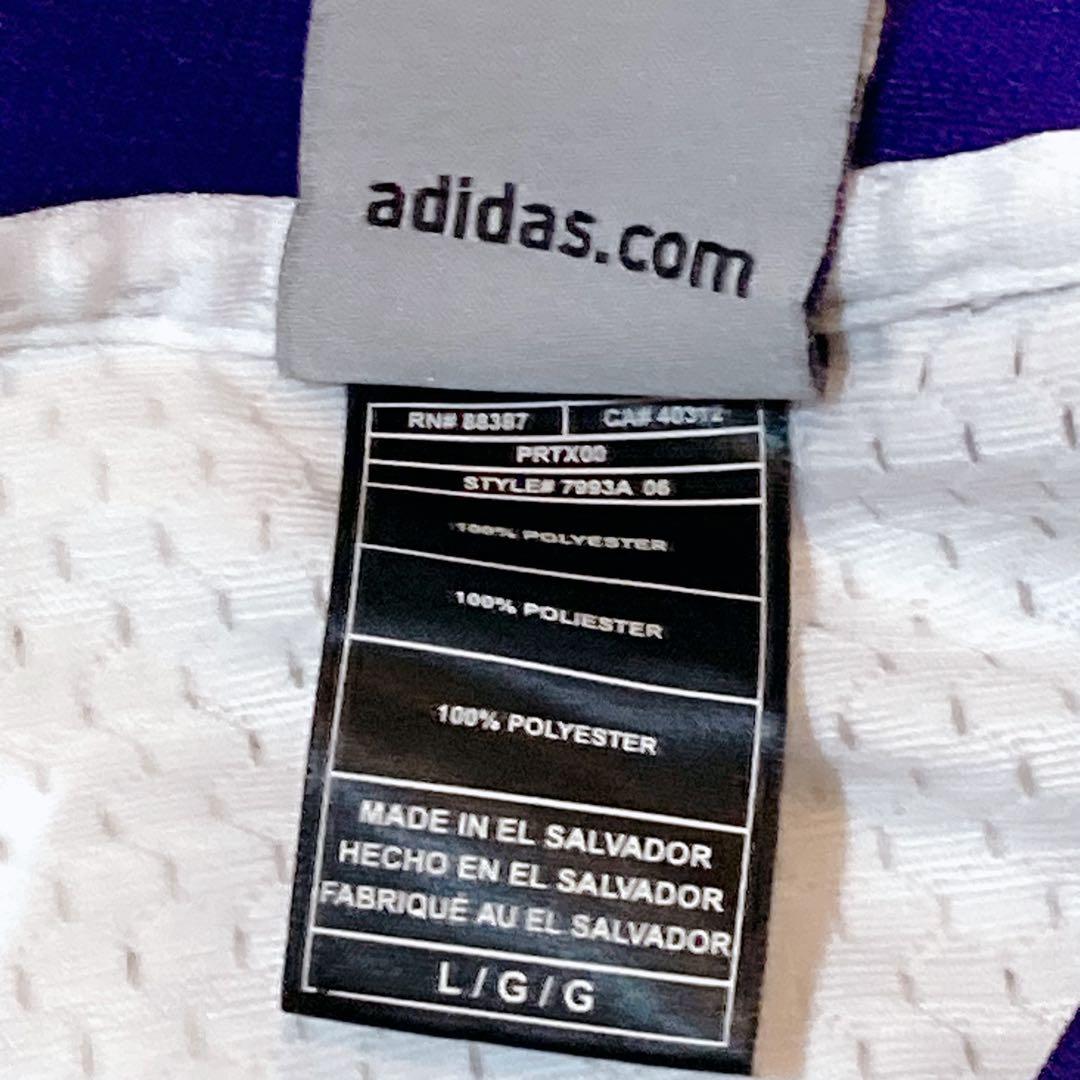 adidas.com
RN# 88387 CA# 40312
PRTX00
STYLE# 7993A 06
100% POLYESTER
100% POLIESTER
100% POLYESTER
MADE IN EL SALVADOR
HECHO EN EL SALVADOR
FABRIQUÉ AU EL SALVADOR
L / G / G